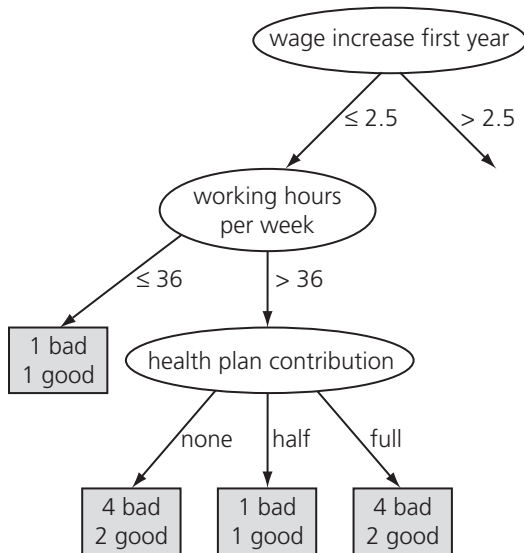 wage increase first year
≤ 2.5
> 2.5
working hours
per week
≤ 36
> 36
1 bad
1 good
health plan contribution
none
half
full
4 bad
2 good
1 bad
1 good
4 bad
2 good